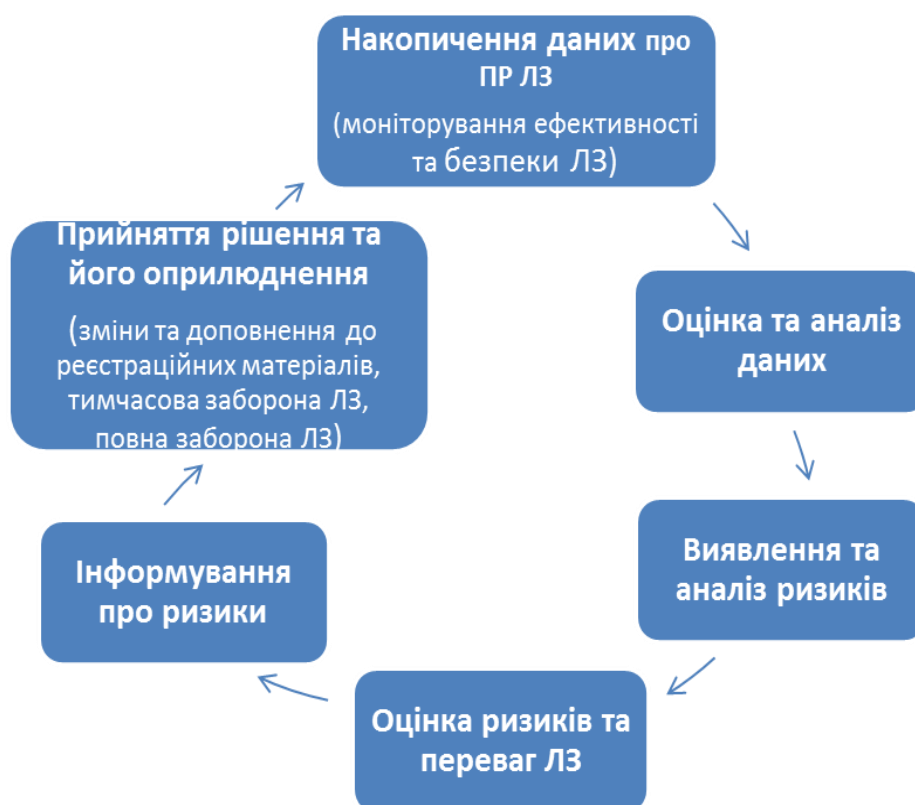 Накопичення даних про
ПР ЛЗ
(моніторування ефективності
та безпеки ЛЗ)
Оцінка та аналіз
даних
Виявлення та
аналіз ризиків
Оцінка ризиків та
переваг ЛЗ
Інформування
про ризики
Прийняття рішення та
його оприлюднення
(зміни та доповнення до
реєстраційних матеріалів,
тимчасова заборона ЛЗ,
повна заборона ЛЗ)